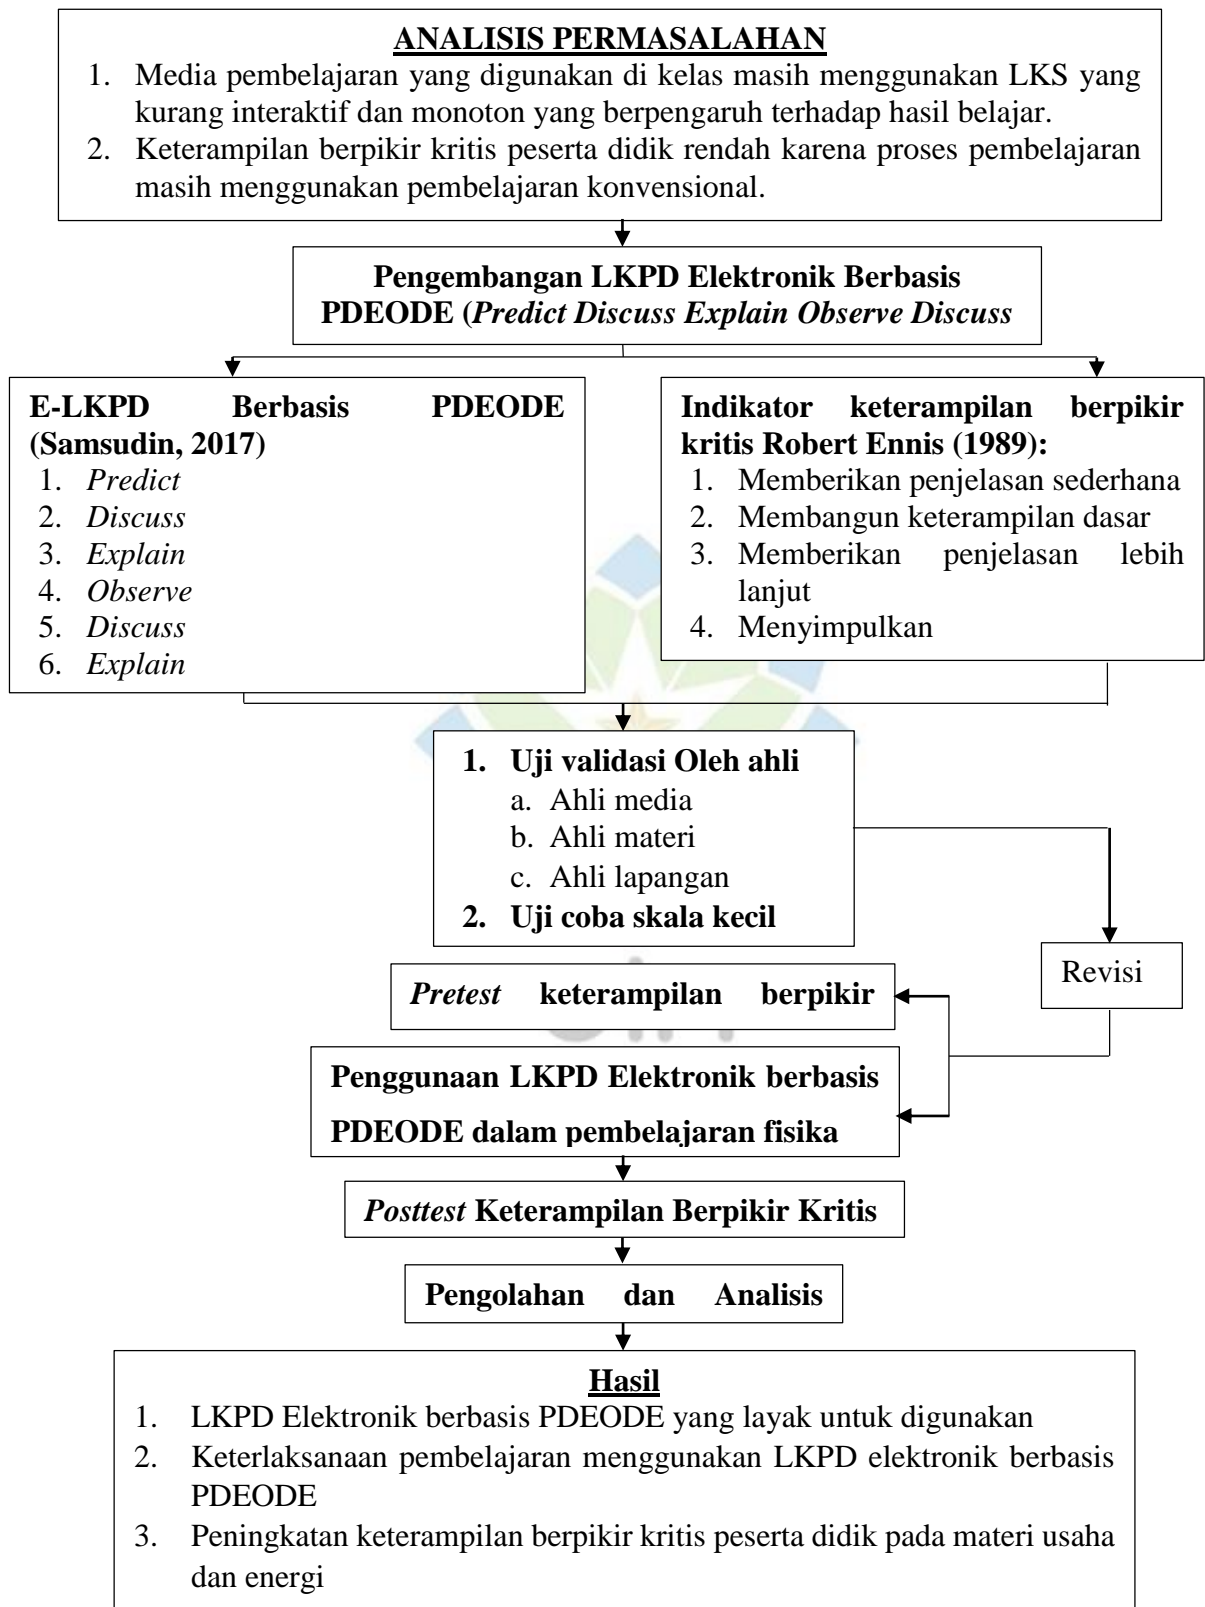 ANALISIS PERMASALAHAN
1. Media pembelajaran yang digunakan di kelas masih menggunakan LKS yang
kurang interaktif dan monoton yang berpengaruh terhadap hasil belajar.
2. Keterampilan berpikir kritis peserta didik rendah karena proses pembelajaran
masih menggunakan pembelajaran konvensional.
Pengembangan LKPD Elektronik Berbasis
PDEODE (Predict Discuss Explain Observe Discuss
E-LKPD Berbasis PDEODE
(Samsudin, 2017)
1. Predict
2. Discuss
3. Explain
4. Observe
5. Discuss
6. Explain
Indikator keterampilan berpikir
kritis Robert Ennis (1989):
1. Memberikan penjelasan sederhana
2. Membangun keterampilan dasar
3. Memberikan penjelasan lebih
lanjut
4. Menyimpulkan
1. Uji validasi Oleh ahli
a. Ahli media
b. Ahli materi
c. Ahli lapangan
2. Uji coba skala kecil
Revisi
Pretest keterampilan berpikir
Penggunaan LKPD Elektronik berbasis
PDEODE dalam pembelajaran fisika
Posttest Keterampilan Berpikir Kritis
Pengolahan dan Analisis
Hasil
1. LKPD Elektronik berbasis PDEODE yang layak untuk digunakan
2. Keterlaksanaan pembelajaran menggunakan LKPD elektronik berbasis
PDEODE
3. Peningkatan keterampilan berpikir kritis peserta didik pada materi usaha
dan energi